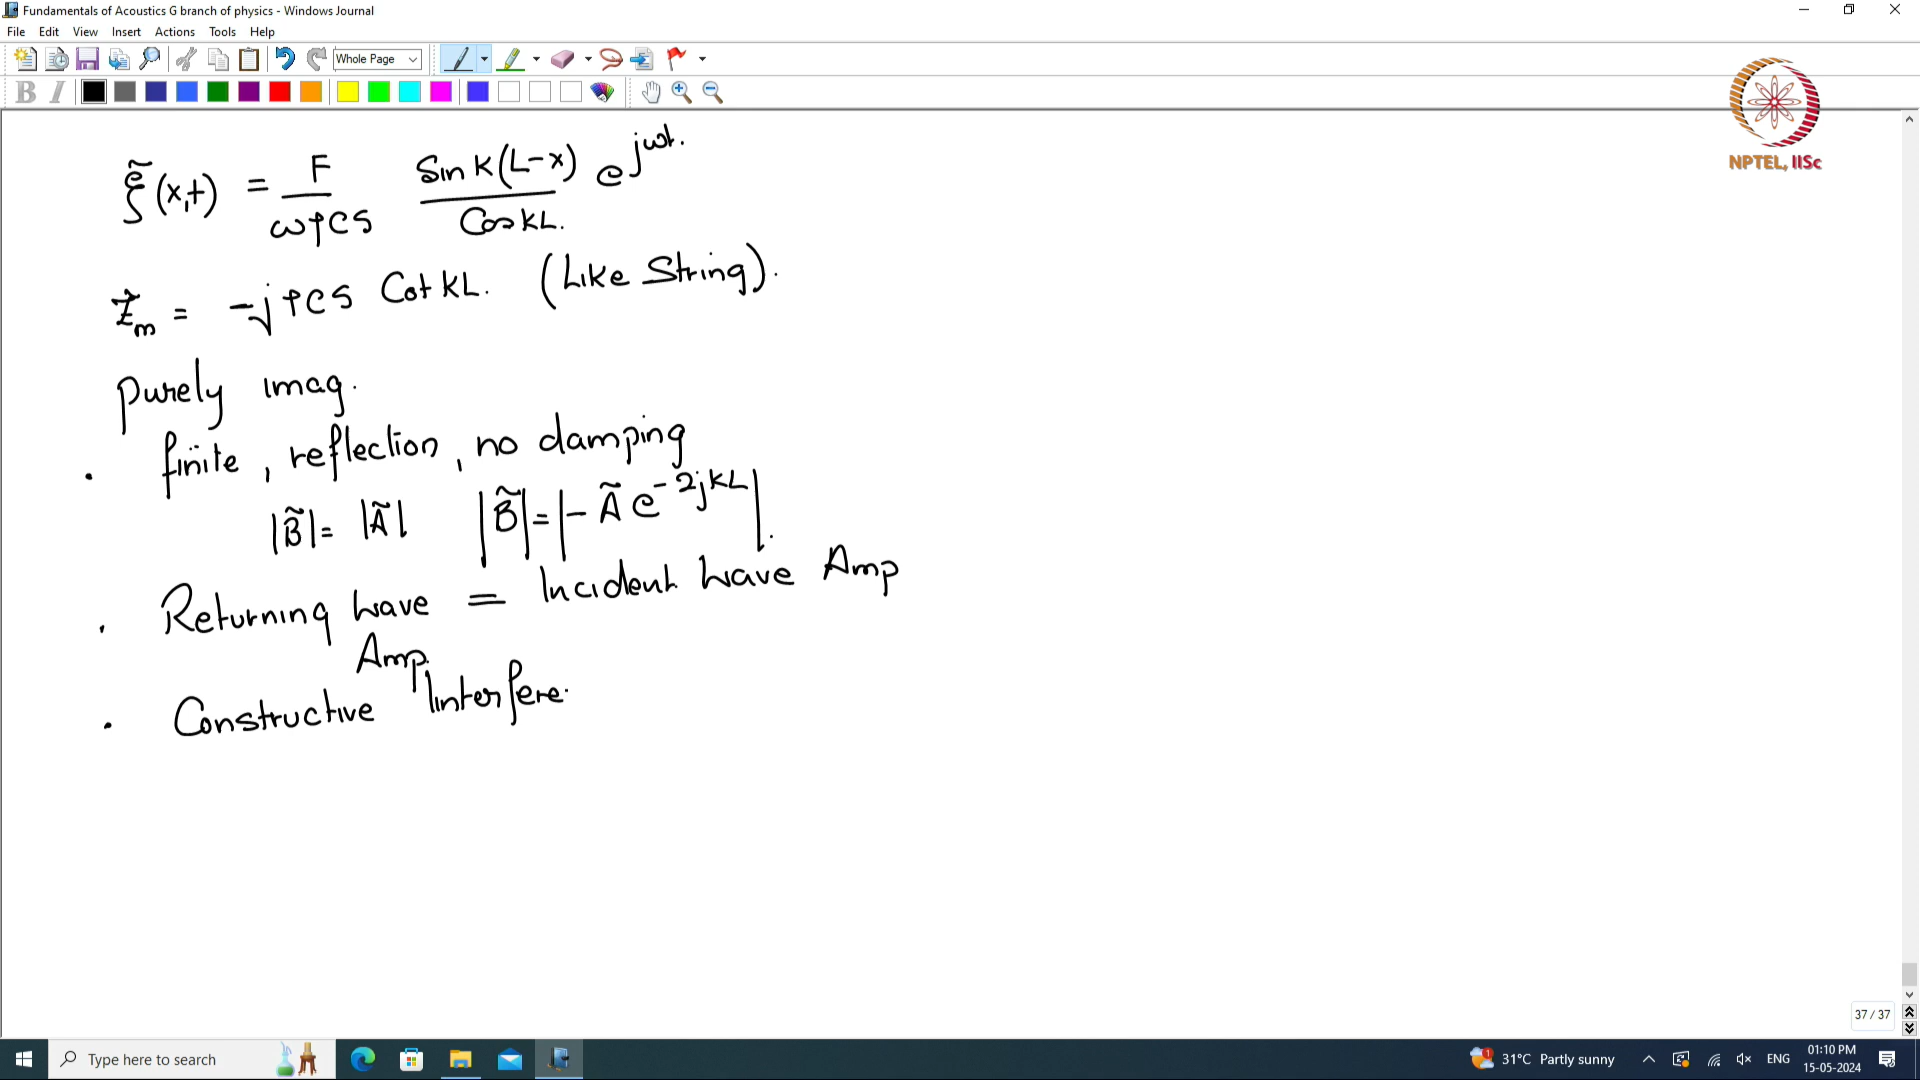 Fundamentals of Acoustics G branch of physics - Windows Journal
File Edit View Insert Actions Tools Help
Whole Page
B I
NPTEL, IISc
ξ̃(x,t) = F/(ωρcs) Sin k(L-x)/Cos kL. e^jωt.
Z̃m = -jρcs Cot kL. (Like String).
Purely imag.
. finite, reflection, no damping
|B̃| = |Ã| |B̃| = |-Ã e^-2jkL|.
. Returning wave = Incident wave Amp
Amp.
. Constructive Interfere.
37 / 37
Type here to search
1
31°C Partly sunny
ENG
01:10 PM
15-05-2024